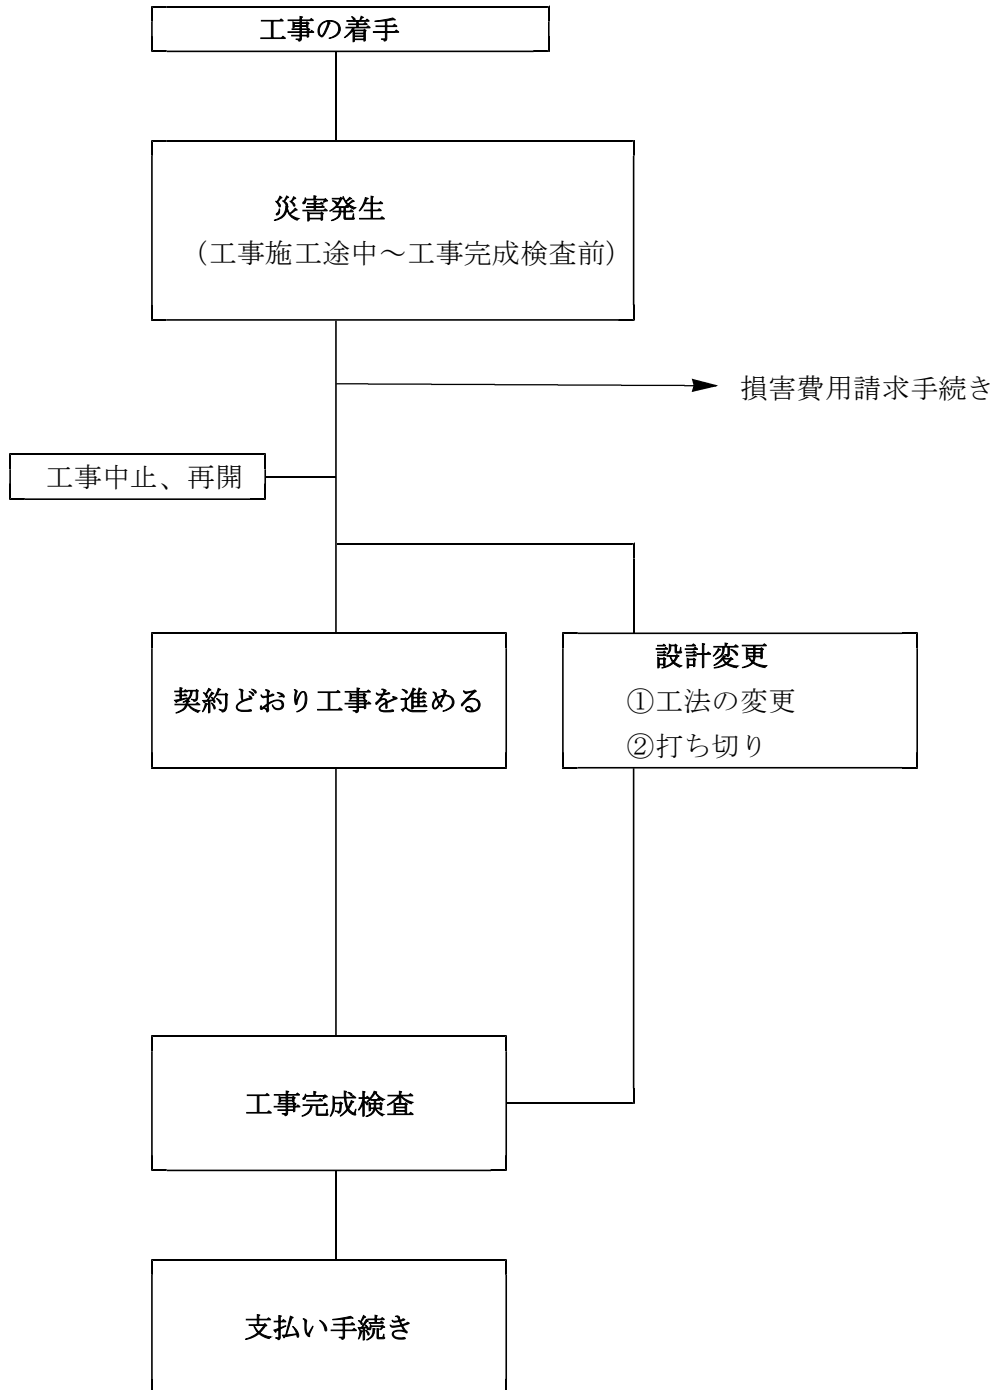 工事の着手
災害発生
（工事施工途中～工事完成検査前）
損害費用請求手続き
工事中止、再開
契約どおり工事を進める
設計変更
①工法の変更
②打ち切り
工事完成検査
支払い手続き